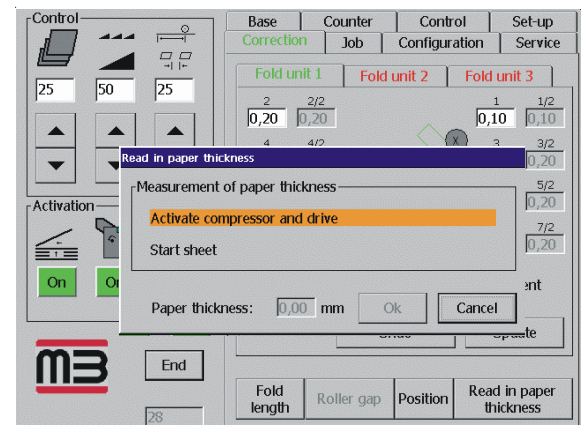 Control
Base Counter Control Set-up
Correction Job Configuration Service
Fold unit 1 Fold unit 2 Fold unit 3
25 50 25
2 2/2 1 1/2
0,20 0,20 0,10 0,10
4 4/2 X 3 3/2
0,20
Read in paper thickness
Measurement of paper thickness
Activate compressor and drive
Start sheet
Paper thickness: 0,00 mm Ok Cancel
5/2
0,20
7/2
0,20
Activation
On
End
28
Fold length Roller gap Position Read in paper thickness